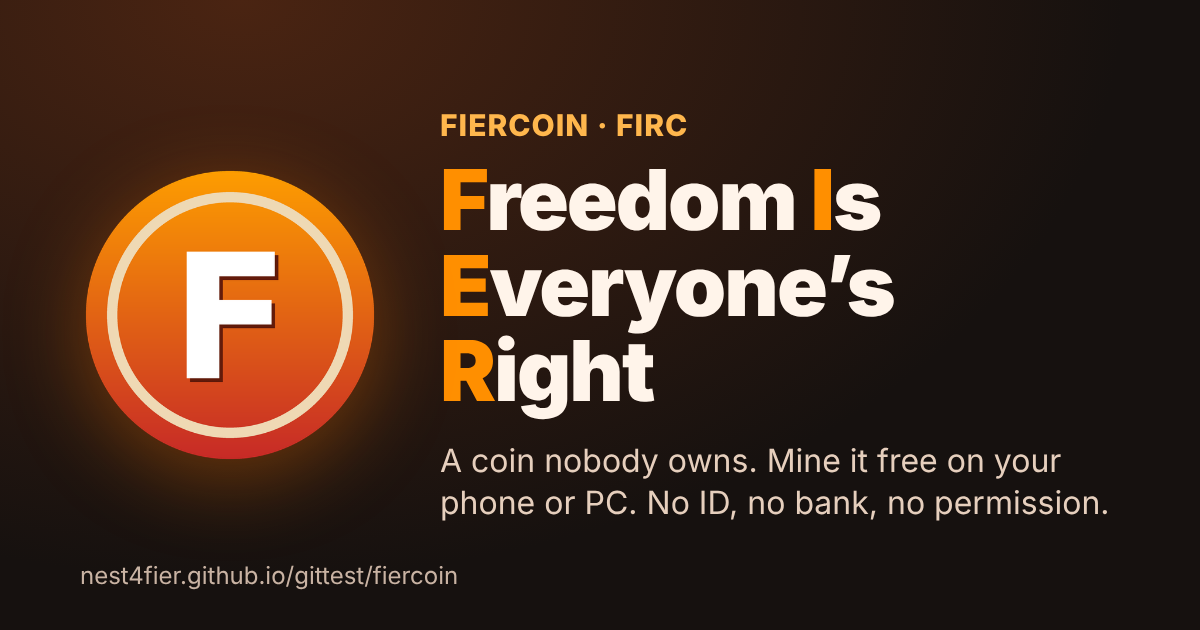 F
FIERCOIN · FIRC
Freedom Is
Everyone’s
Right
A coin nobody owns. Mine it free on your
phone or PC. No ID, no bank, no permission.
nest4fier.github.io/gittest/fiercoin